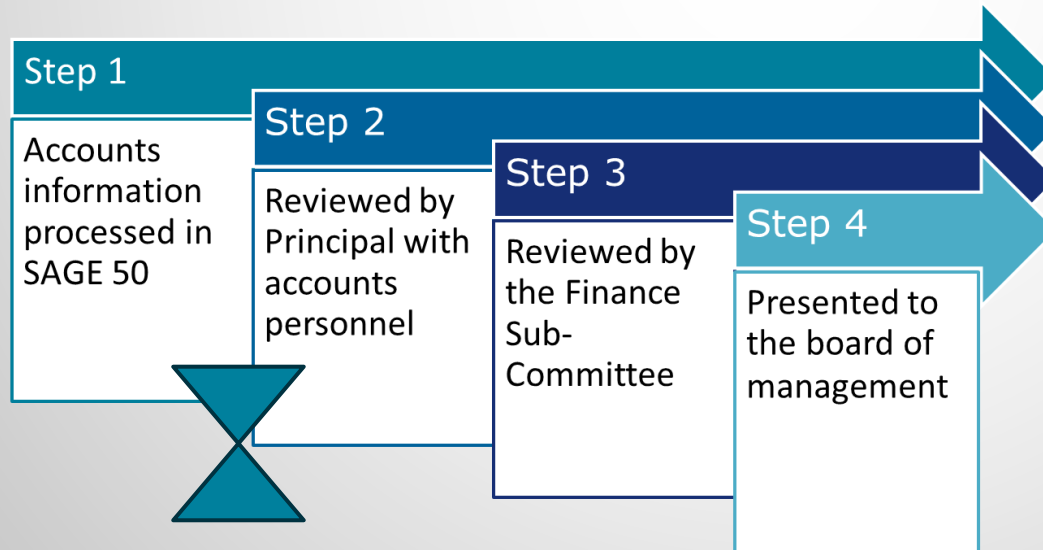 Step 1
Accounts
information
processed in
SAGE 50
Step 2
Reviewed by
Principal with
accounts
personnel
Step 3
Reviewed by
the Finance
Sub-
Committee
Step 4
Presented to
the board of
management